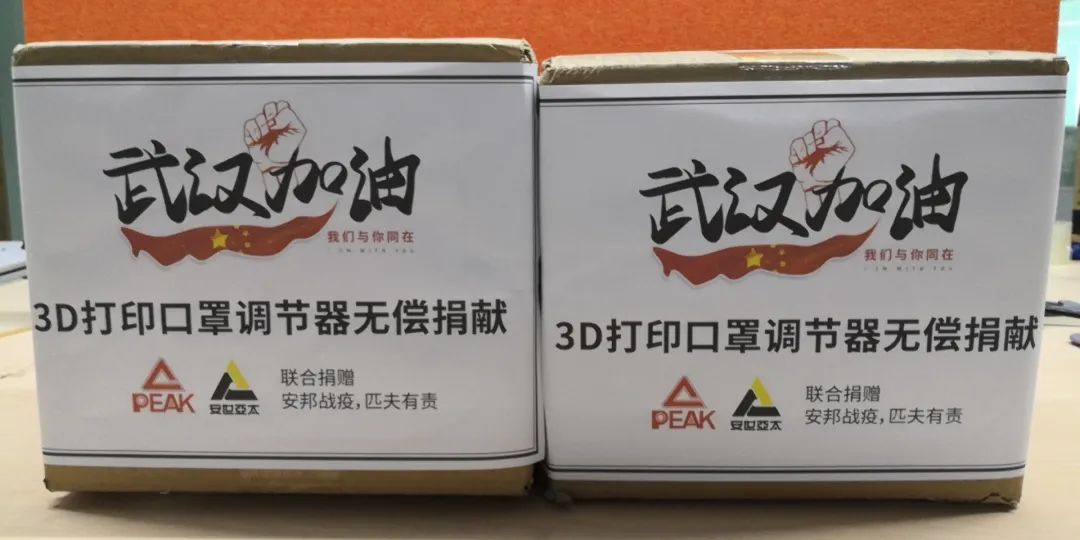 武汉加油
我们与你同在
3D打印口罩调节器无偿捐献
PEAK
安世亞太
联合捐赠
安邦战疫，匹夫有责
武汉加油
我们与你同在
3D打印口罩调节器无偿捐献
PEAK
安世亞太
联合捐赠
安邦战疫，匹夫有责